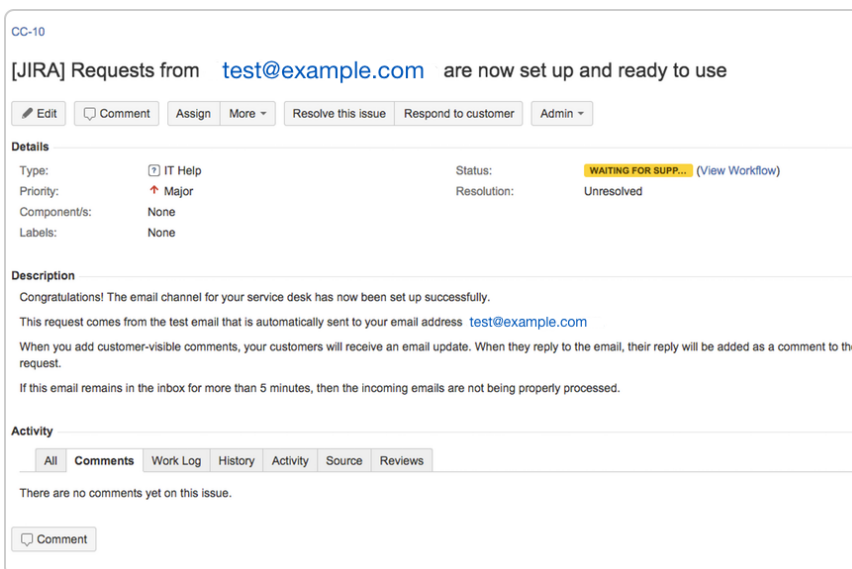 CC-10
[JIRA] Requests from test@example.com are now set up and ready to use
Edit Comment Assign More Resolve this issue Respond to customer Admin
Details
Type: ? IT Help Status: WAITING FOR SUPP... (View Workflow)
Priority: Major Resolution: Unresolved
Component/s: None
Labels: None
Description
Congratulations! The email channel for your service desk has now been set up successfully.
This request comes from the test email that is automatically sent to your email address test@example.com
When you add customer-visible comments, your customers will receive an email update. When they reply to the email, their reply will be added as a comment to the
request.
If this email remains in the inbox for more than 5 minutes, then the incoming emails are not being properly processed.
Activity
All Comments Work Log History Activity Source Reviews
There are no comments yet on this issue.
Comment